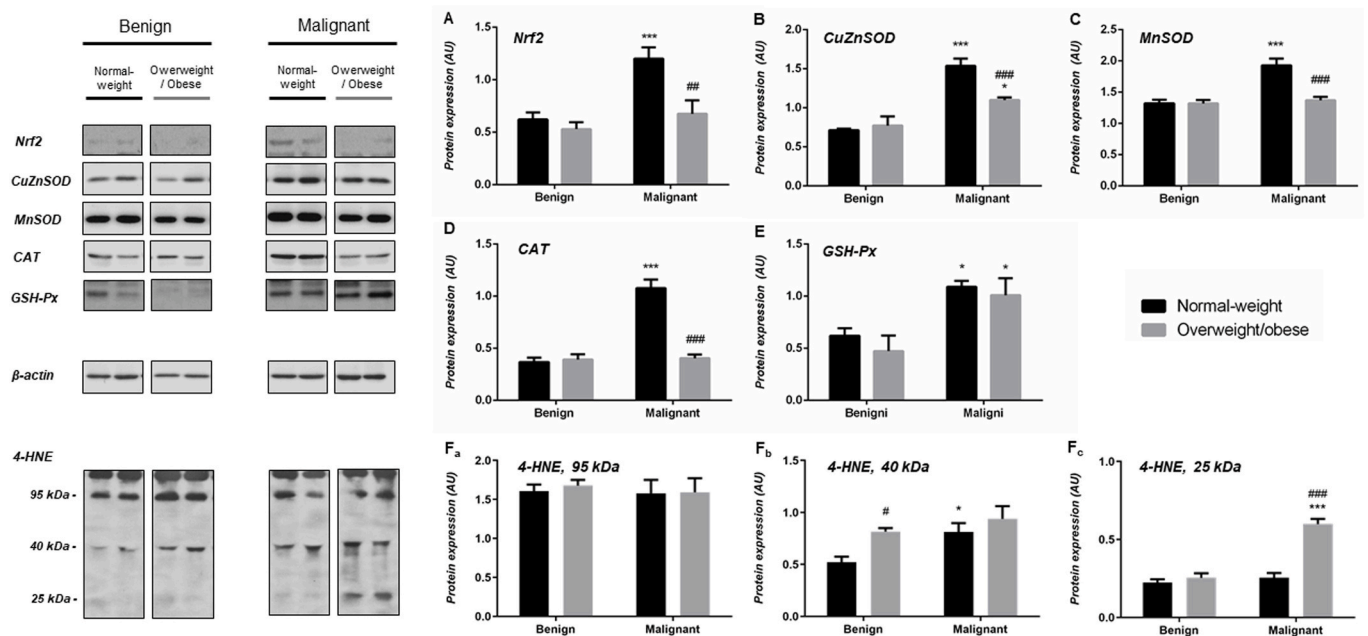 Benign
Malignant
Normal-
weight
Owerweight
/ Obese
Normal-
weight
Overweight
/ Obese
Nrf2
CuZnSOD
MnSOD
CAT
GSH-Px
β-actin
4-HNE
95 kDa -
40 kDa -
25 kDa -
A
Nrf2
Protein expression (AU)
1.5
1.0
0.5
0.0
***
##
Benign
Malignant
B
CuZnSOD
Protein expression (AU)
2.0
1.5
1.0
0.5
0.0
***
###
*
Benign
Malignant
C
MnSOD
Protein expression (AU)
2.5
2.0
1.5
1.0
0.5
0.0
***
###
Benign
Malignant
D
CAT
Protein expression (AU)
1.5
1.0
0.5
0.0
***
###
Benign
Malignant
E
GSH-Px
Protein expression (AU)
1.5
1.0
0.5
0.0
*
*
Benigni
Maligni
Normal-weight
Overweight/obese
Fa
4-HNE, 95 kDa
Protein expression (AU)
2.0
1.5
1.0
0.5
0.0
Benign
Malignant
Fb
4-HNE, 40 kDa
Protein expression (AU)
1.5
1.0
0.5
0.0
#
*
Benign
Malignant
Fc
4-HNE, 25 kDa
Protein expression (AU)
0.9
0.6
0.3
0.0
###
***
Benign
Malignant